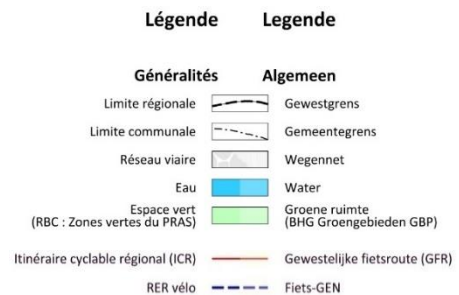 Légende Legende
Généralités Algemeen
Limite régionale Gewestgrens
Limite communale Gemeentegrens
Réseau viaire Wegennet
Eau Water
Espace vert Groene ruimte
(RBC : Zones vertes du PRAS) (BHG Groengebieden GBP)
Itinéraire cyclable régional (ICR) Gewestelijke fietsroute (GFR)
RER vélo Fiets-GEN